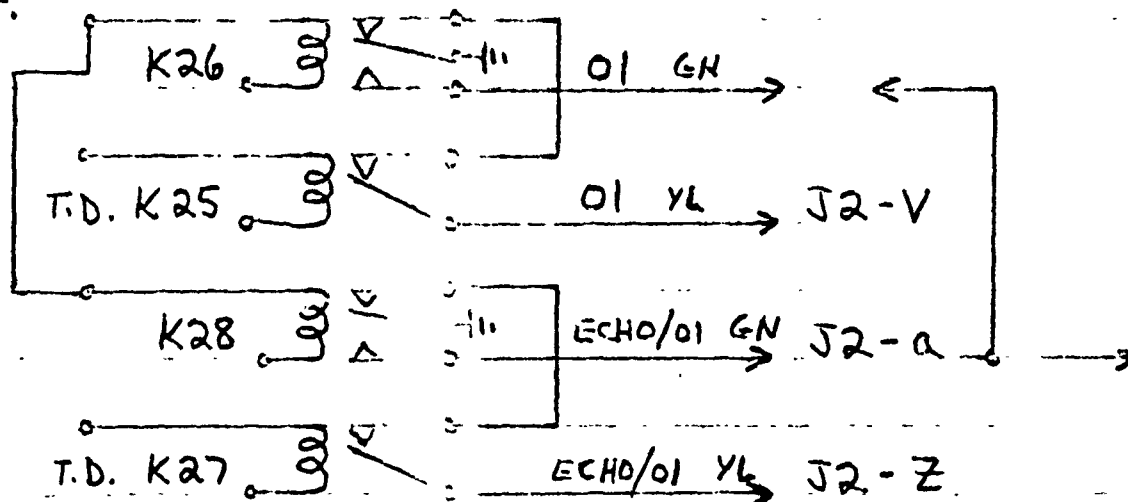 K26 01 GN
T.D. K25 01 YL J2-V
K28 ECHO/01 GN J2-a
T.D. K27 ECHO/01 YL J2-Z